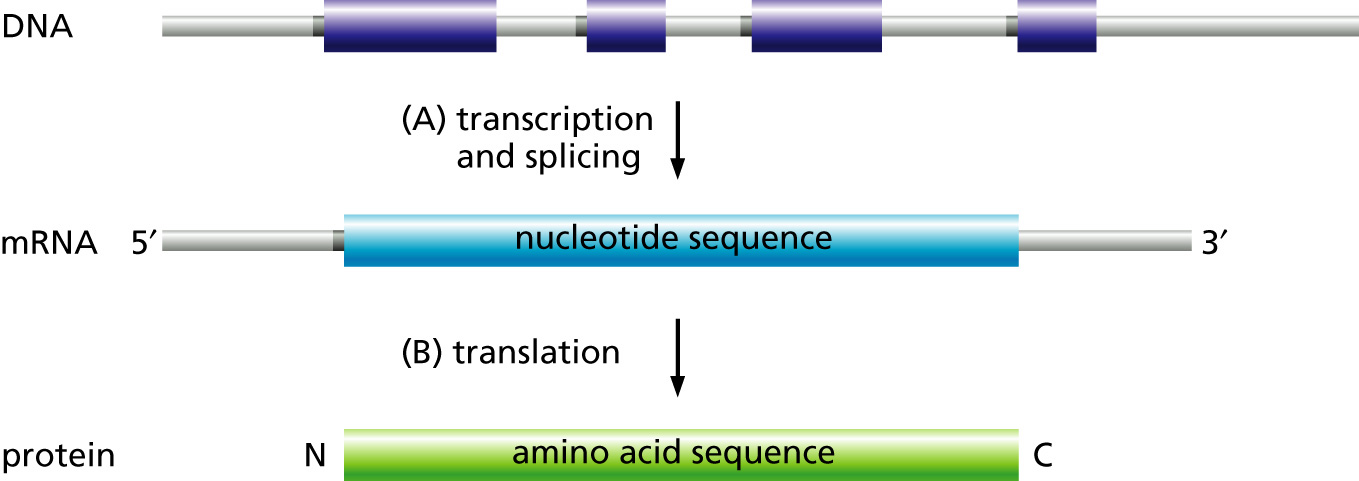 DNA
(A) transcription
and splicing
mRNA 5′ nucleotide sequence 3′
(B) translation
protein N amino acid sequence C